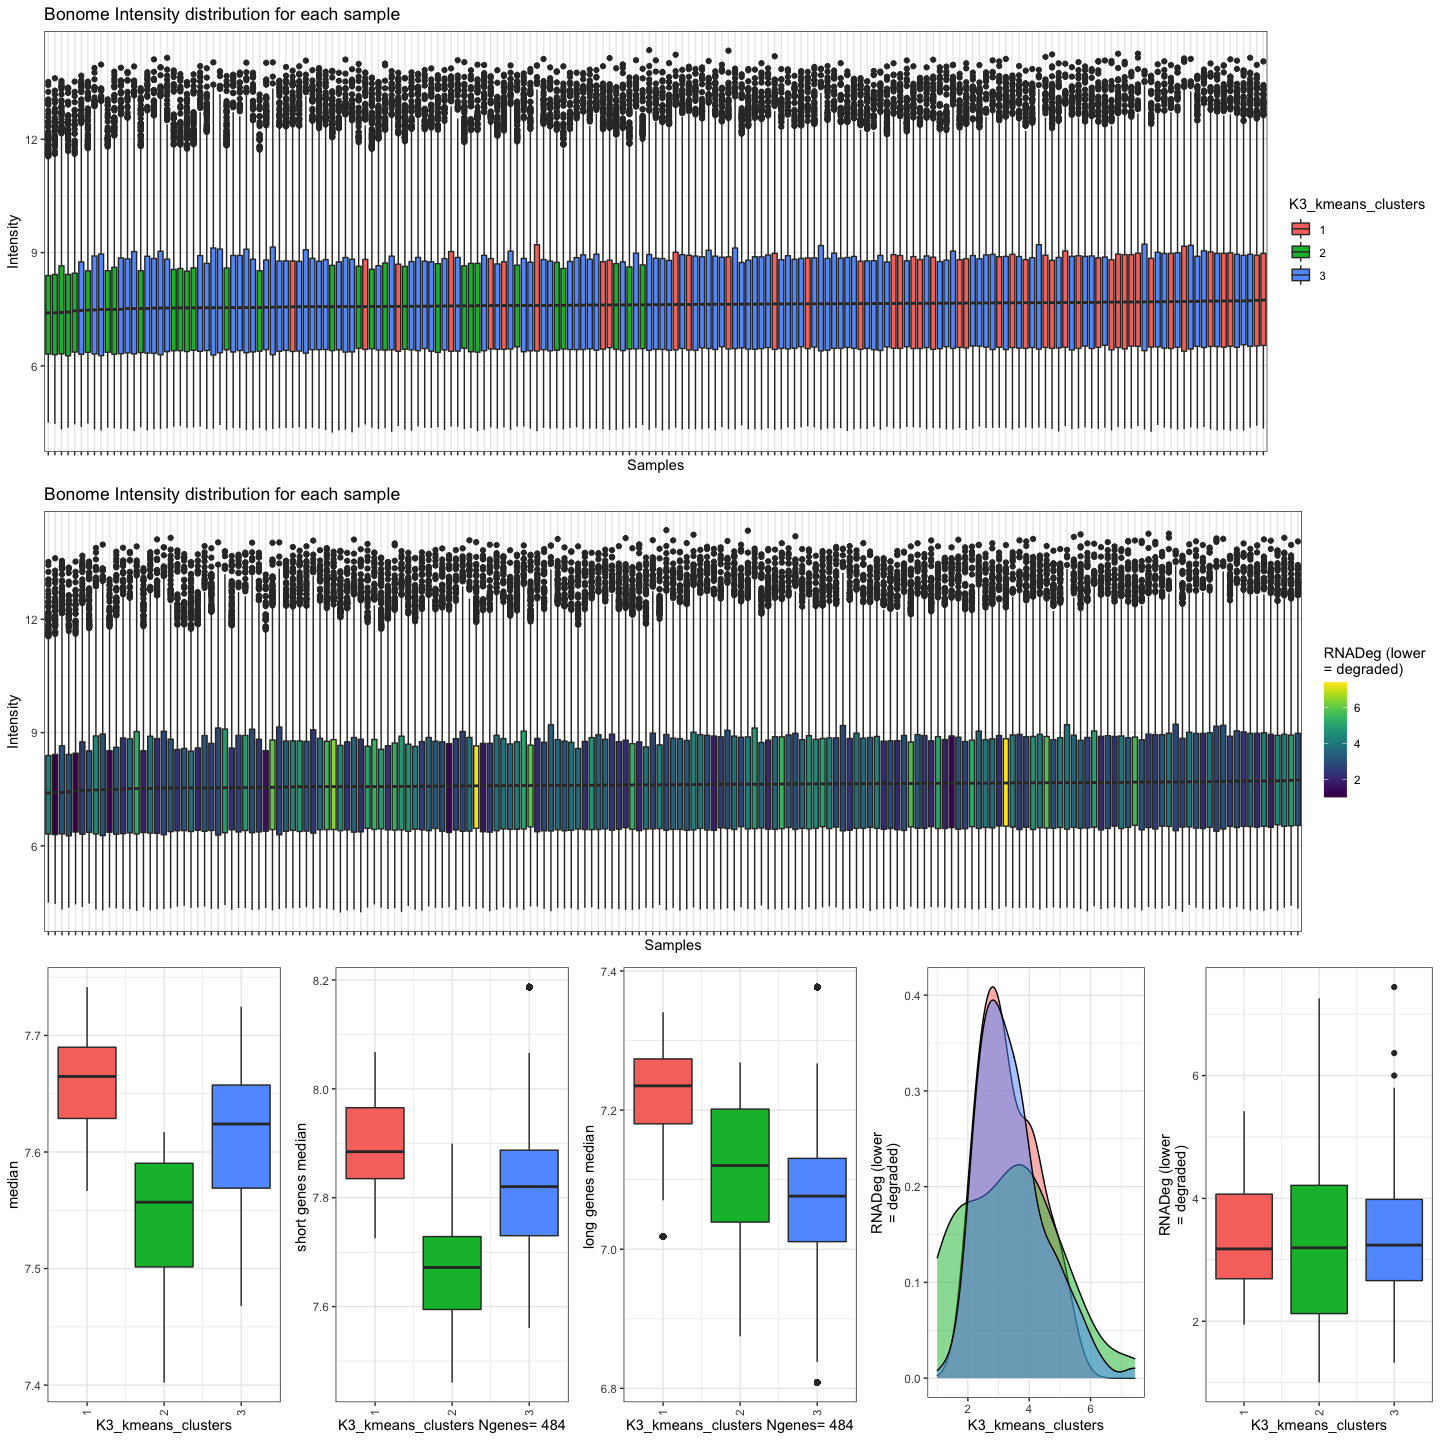 Bonome Intensity distribution for each sample
12
9
6
Intensity
Samples
K3_kmeans_clusters
1
2
3
Bonome Intensity distribution for each sample
12
9
6
Intensity
Samples
RNADeg (lower
= degraded)
6
4
2
7.7
7.6
7.5
7.4
median
1
2
3
K3_kmeans_clusters
8.2
8.0
7.8
7.6
short genes median
1
2
3
K3_kmeans_clusters Ngenes= 484
7.4
7.2
7.0
6.8
long genes median
1
2
3
K3_kmeans_clusters Ngenes= 484
0.4
0.3
0.2
0.1
0.0
RNADeg (lower
= degraded)
2
4
6
K3_kmeans_clusters
6
4
2
RNADeg (lower
= degraded)
1
2
3
K3_kmeans_clusters